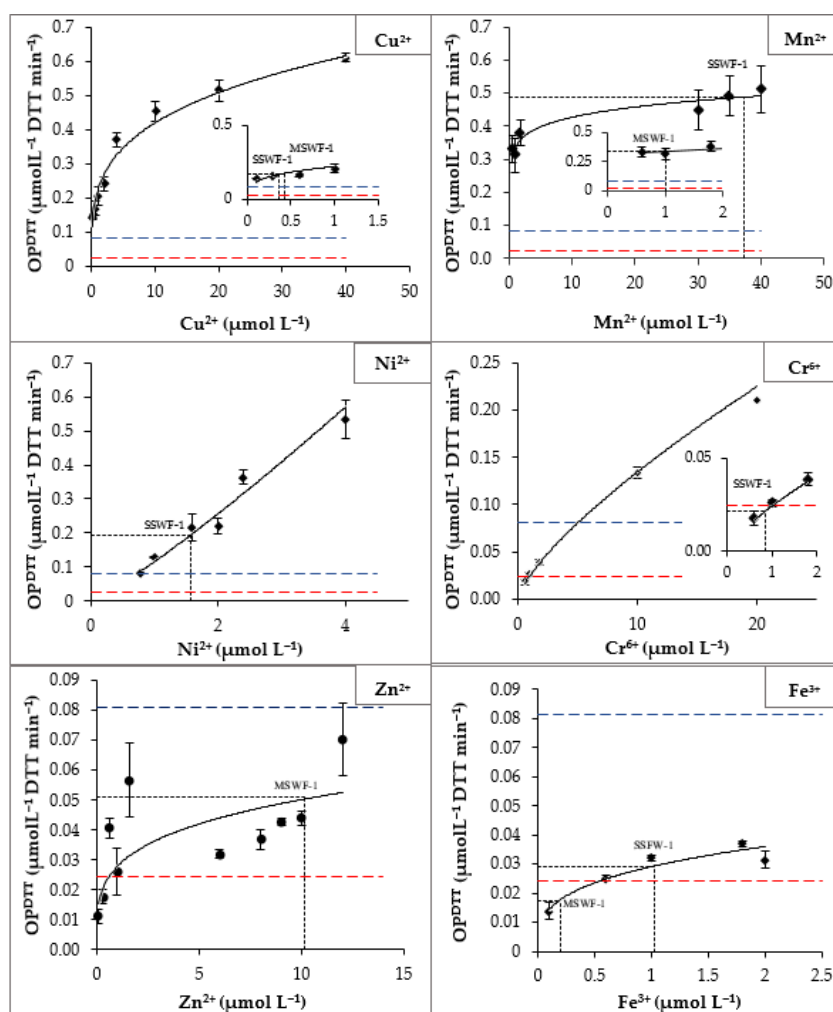 Cu²⁺
OPᴰᵀᵀ (µmolL⁻¹ DTT min⁻¹)
0.7
0.6
0.5
0.4
0.3
0.2
0.1
0
0.5
MSWF-1
SSWF-1
0
0 0.5 1 1.5
0 10 20 30 40 50
Cu²⁺ (µmol L⁻¹)
Mn²⁺
OPᴰᵀᵀ (µmolL⁻¹ DTT min⁻¹)
0.7
0.6
0.5
0.4
0.3
0.2
0.1
0.0
SSWF-1
0.5
MSWF-1
0.25
0
0 1 2
0 10 20 30 40 50
Mn²⁺ (µmol L⁻¹)
Ni²⁺
OPᴰᵀᵀ (µmolL⁻¹ DTT min⁻¹)
0.7
0.6
0.5
0.4
0.3
0.2
0.1
0
SSWF-1
0 2 4
Ni²⁺ (µmol L⁻¹)
Cr⁶⁺
OPᴰᵀᵀ (µmolL⁻¹ DTT min⁻¹)
0.25
0.20
0.15
0.10
0.05
0.00
0.05
SSWF-1
0.00
0 1 2
0 10 20
Cr⁶⁺ (µmol L⁻¹)
Zn²⁺
OPᴰᵀᵀ (µmolL⁻¹ DTT min⁻¹)
0.09
0.08
0.07
0.06
0.05
0.04
0.03
0.02
0.01
0.00
MSWF-1
0 5 10 15
Zn²⁺ (µmol L⁻¹)
Fe³⁺
OPᴰᵀᵀ (µmolL⁻¹ DTT min⁻¹)
0.09
0.08
0.07
0.06
0.05
0.04
0.03
0.02
0.01
0
SSFW-1
MSWF-1
0 0.5 1 1.5 2 2.5
Fe³⁺ (µmol L⁻¹)